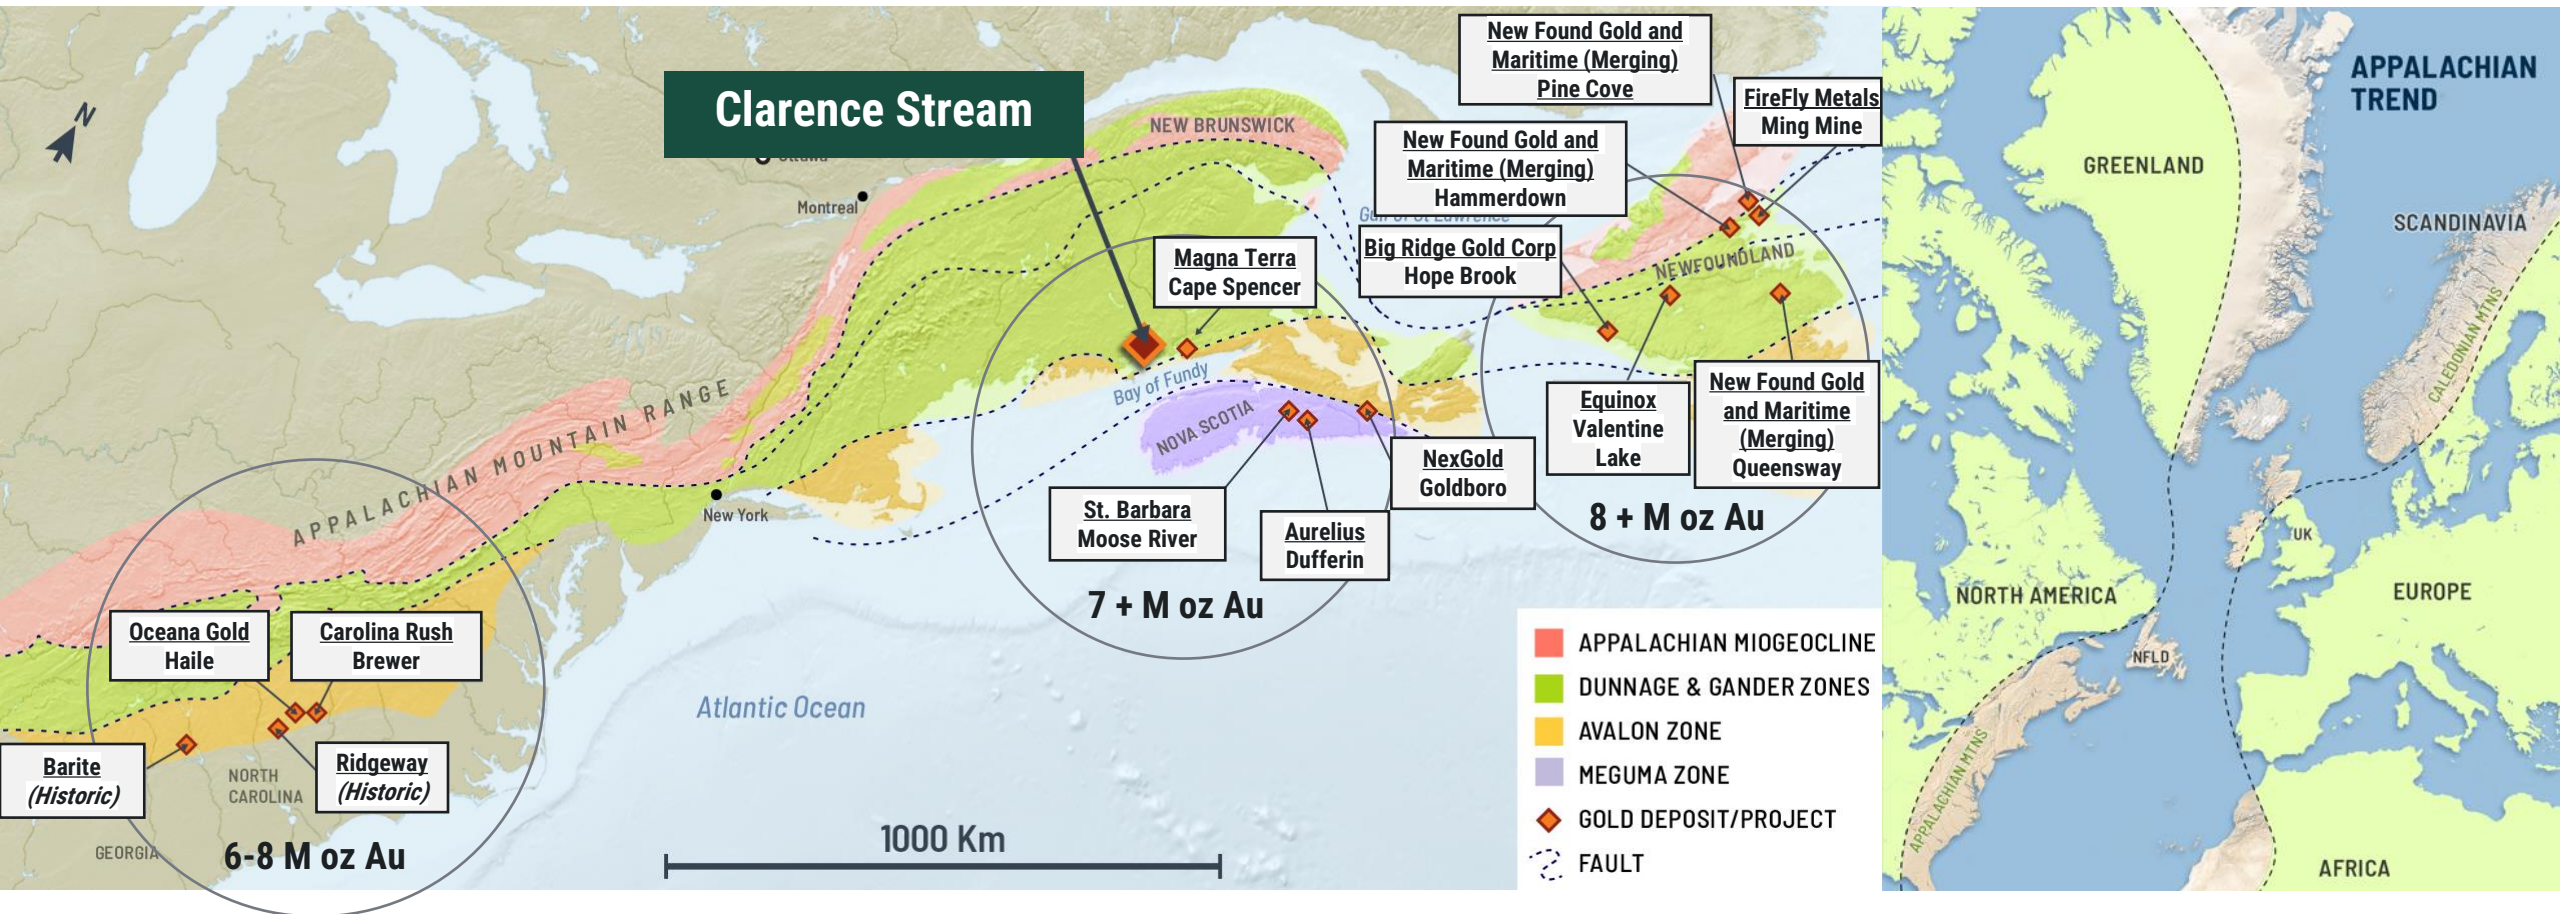 New Found Gold and
Maritime (Merging)
Pine Cove
FireFly Metals
Ming Mine
Clarence Stream
N
Ottawa
Montreal
NEW BRUNSWICK
New Found Gold and
Maritime (Merging)
Hammerdown
Gulf of St Lawrence
Big Ridge Gold Corp
Hope Brook
NEWFOUNDLAND
Magna Terra
Cape Spencer
Bay of Fundy
NOVA SCOTIA
APPALACHIAN MOUNTAIN RANGE
New York
Equinox
Valentine
Lake
New Found Gold
and Maritime
(Merging)
Queensway
NexGold
Goldboro
St. Barbara
Moose River
Aurelius
Dufferin
8 + M oz Au
7 + M oz Au
Oceana Gold
Haile
Carolina Rush
Brewer
Barite
(Historic)
Ridgeway
(Historic)
NORTH
CAROLINA
GEORGIA
6-8 M oz Au
Atlantic Ocean
1000 Km
APPALACHIAN MIOGEOCLINE
DUNNAGE & GANDER ZONES
AVALON ZONE
MEGUMA ZONE
GOLD DEPOSIT/PROJECT
FAULT
APPALACHIAN
TREND
GREENLAND
SCANDINAVIA
CALEDONIAN MTNS
UK
NORTH AMERICA
EUROPE
NFLD
APPALACHIAN MTNS
AFRICA